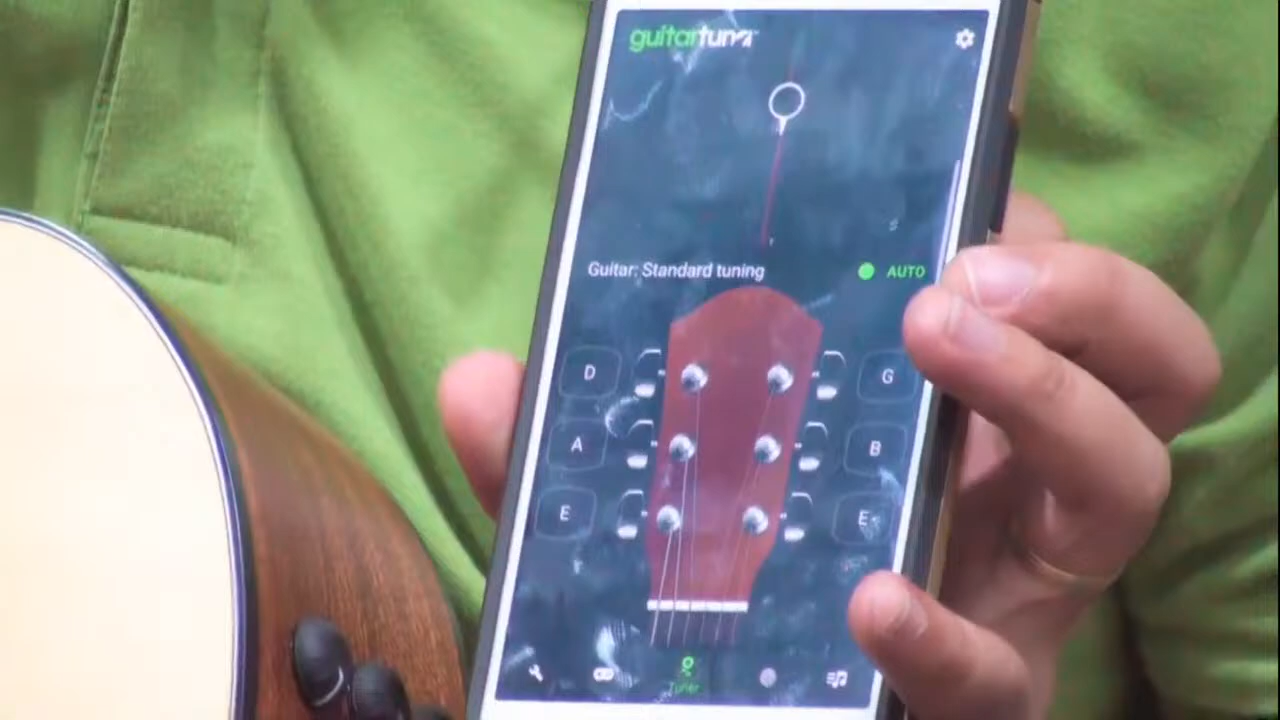 guitartuna
Guitar: Standard tuning
AUTO
D G
A B
E E
Tuner